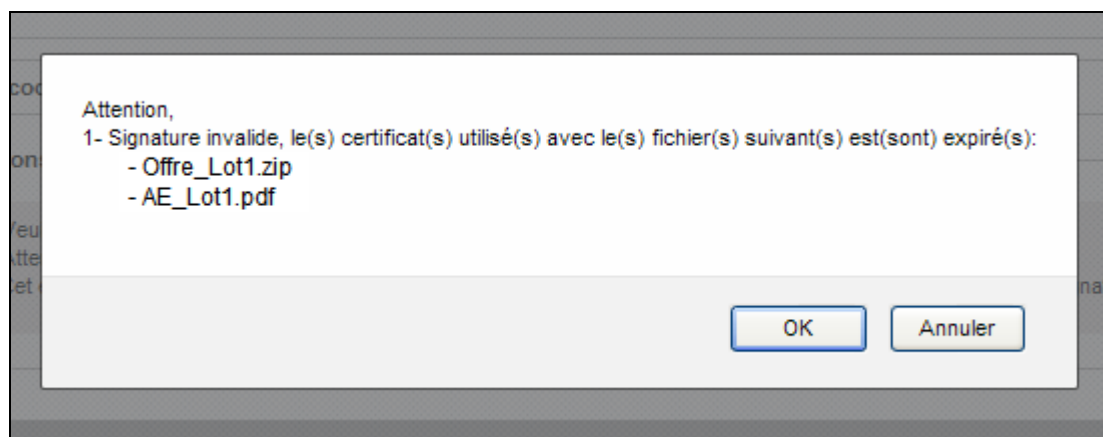 Attention,
1- Signature invalide, le(s) certificat(s) utilisé(s) avec le(s) fichier(s) suivant(s) est(sont) expiré(s):
- Offre_Lot1.zip
- AE_Lot1.pdf
OK
Annuler